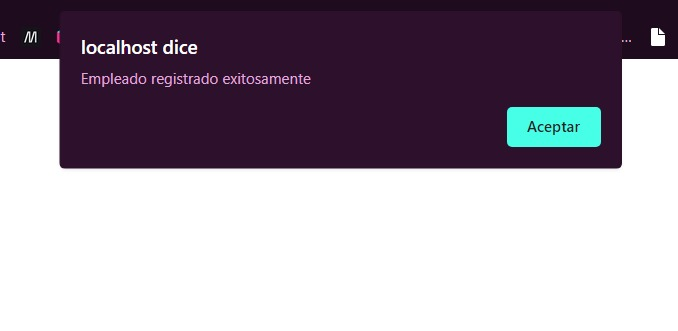 t
localhost dice
...
Empleado registrado exitosamente
Aceptar